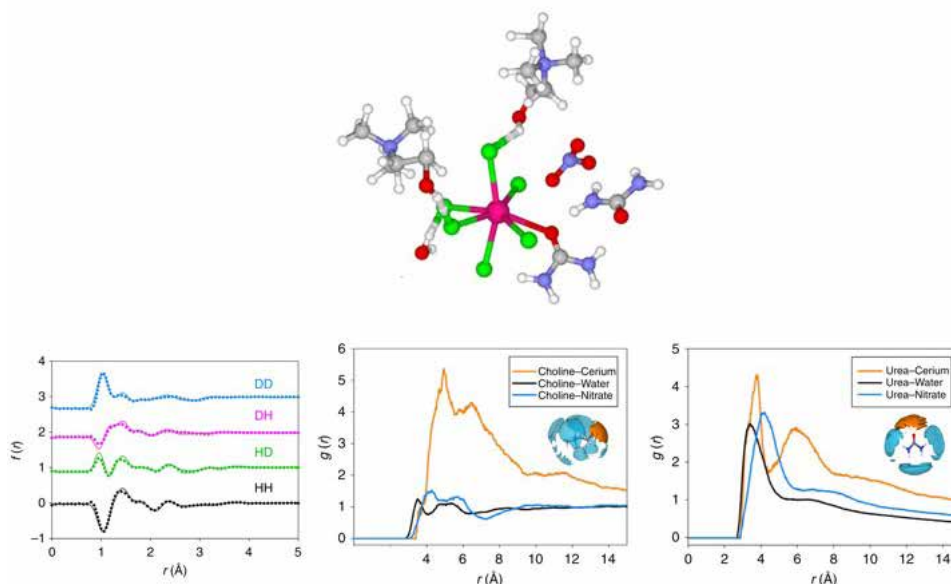 f(r)
4
3
2
1
0
−1
DD
DH
HD
HH
0
1
2
3
4
5
r (Å)
g (r)
6
5
4
3
2
1
0
Choline–Cerium
Choline–Water
Choline–Nitrate
4
6
8
10
12
14
r (Å)
g (r)
5
4
3
2
1
0
Urea–Cerium
Urea–Water
Urea–Nitrate
0
2
4
6
8
10
12
14
r (Å)